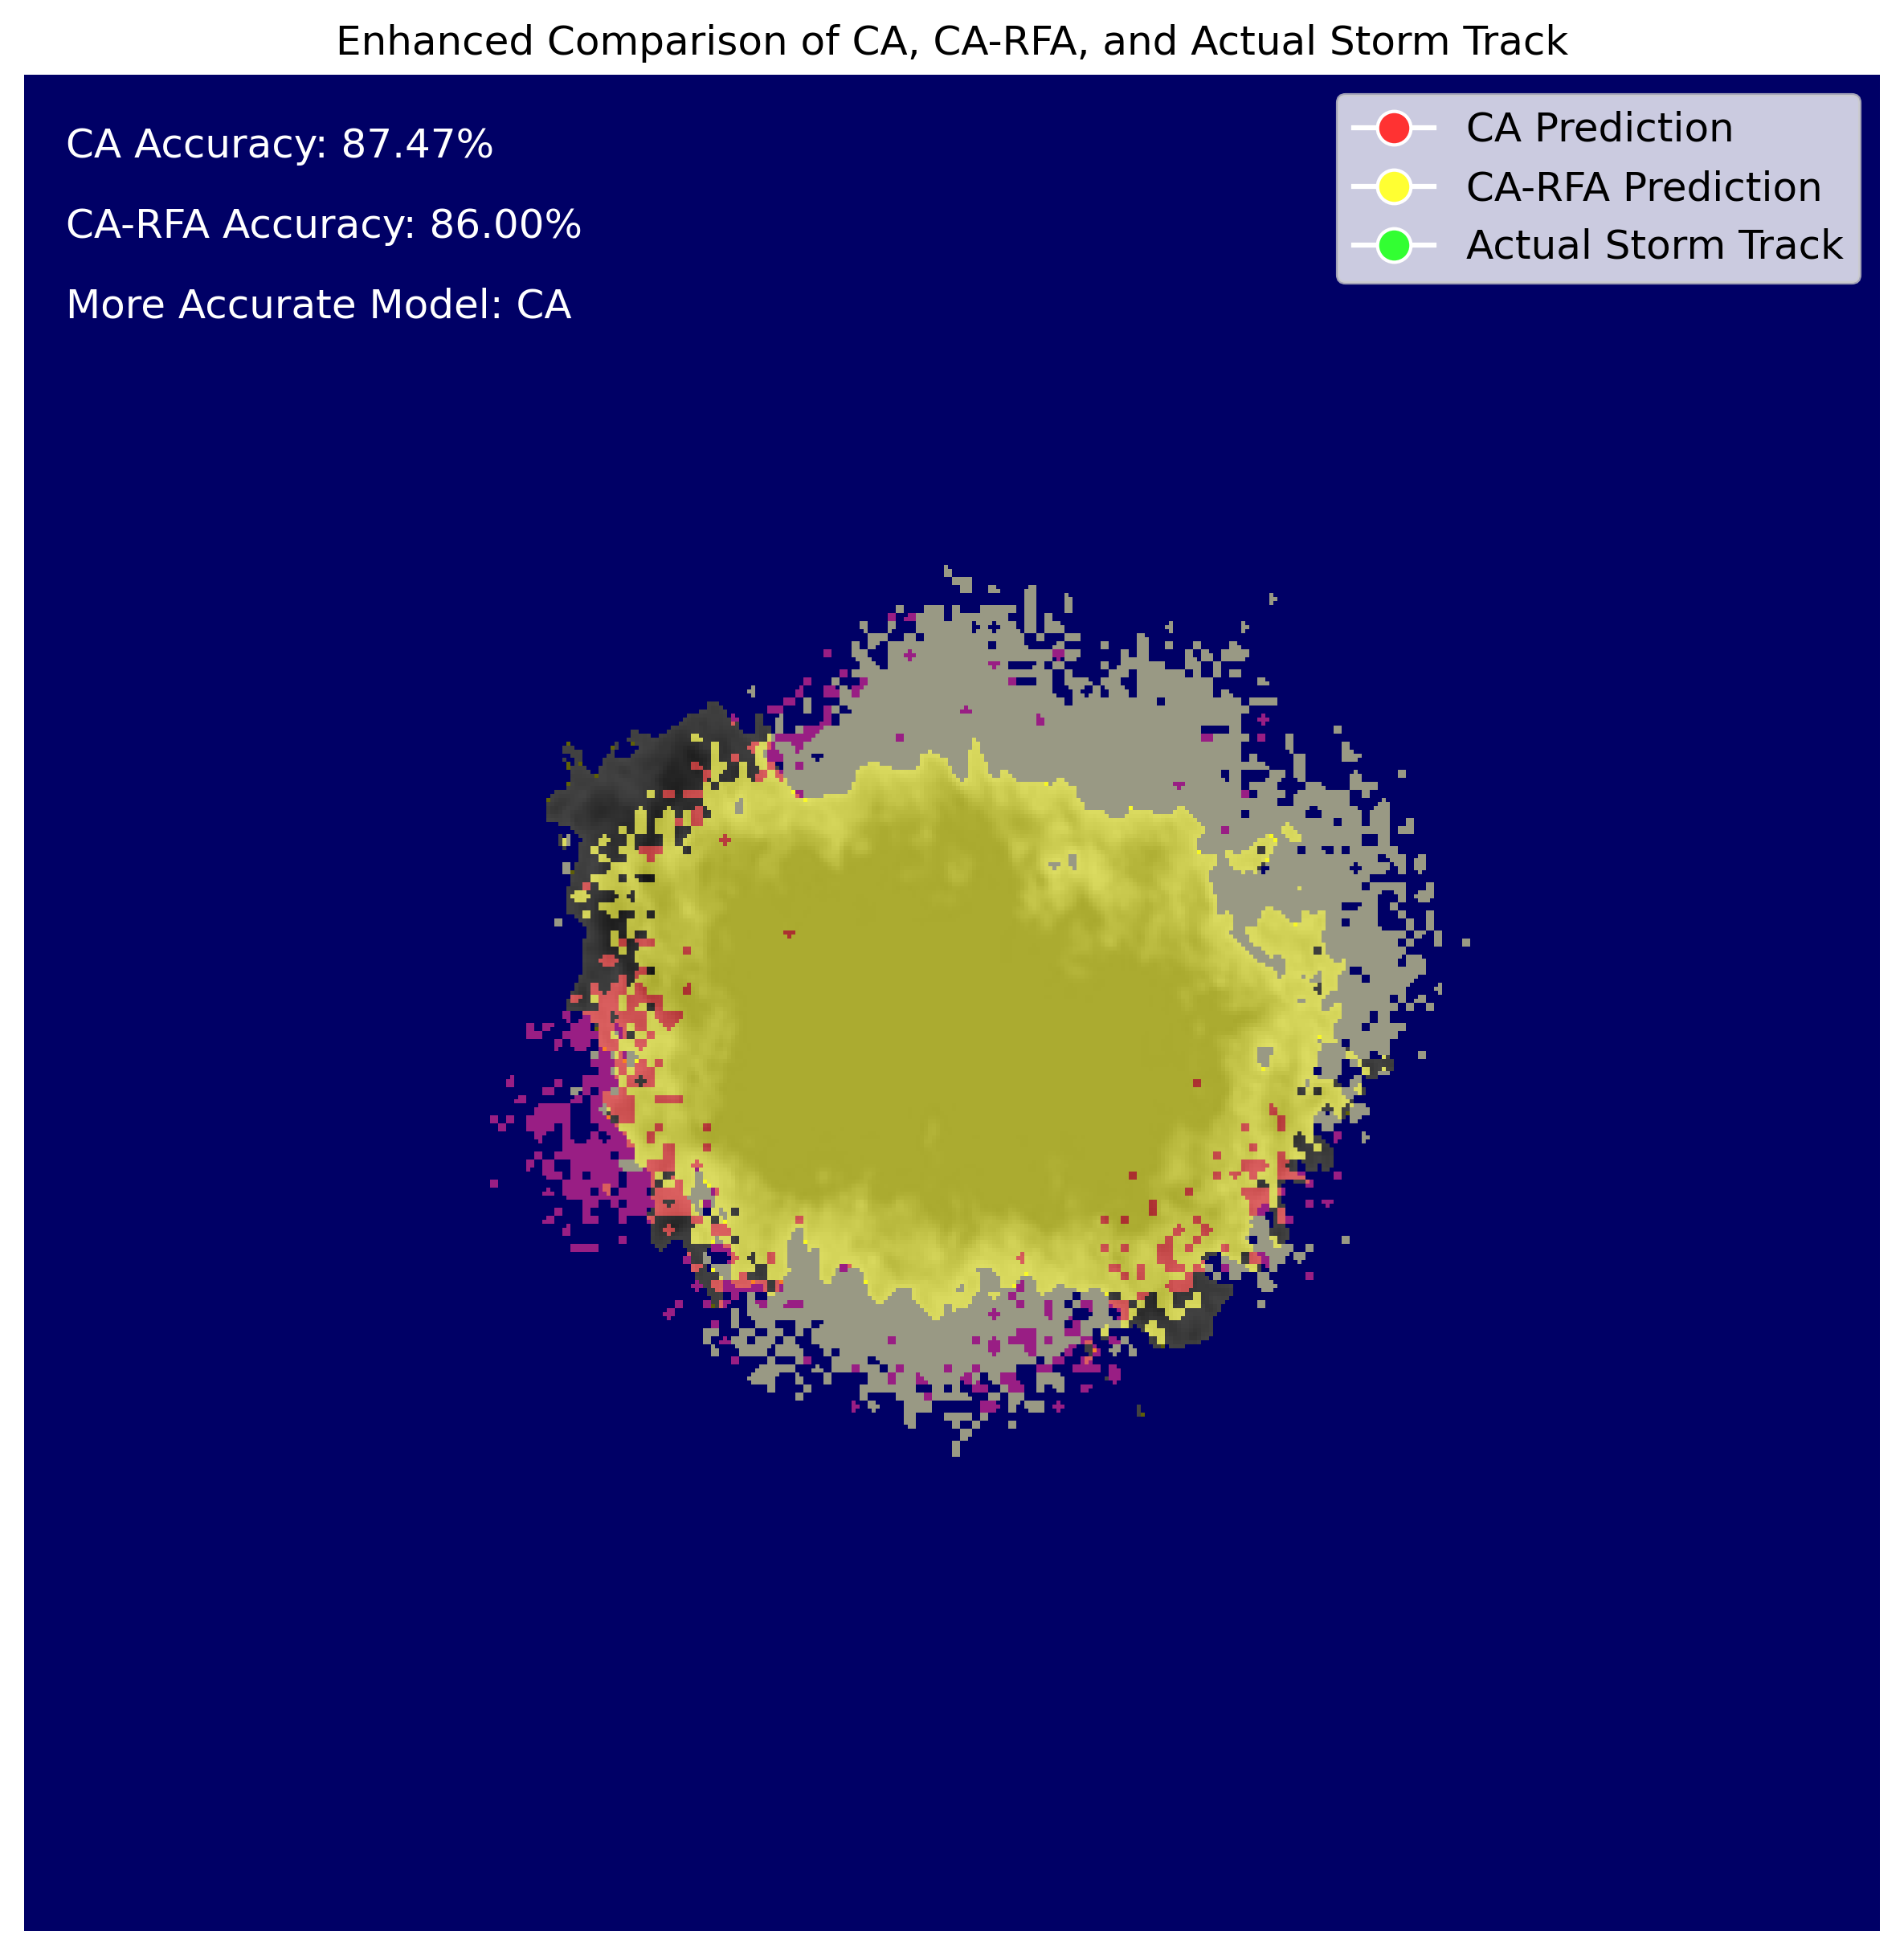 Enhanced Comparison of CA, CA-RFA, and Actual Storm Track
CA Accuracy: 87.47%
CA-RFA Accuracy: 86.00%
More Accurate Model: CA
CA Prediction
CA-RFA Prediction
Actual Storm Track